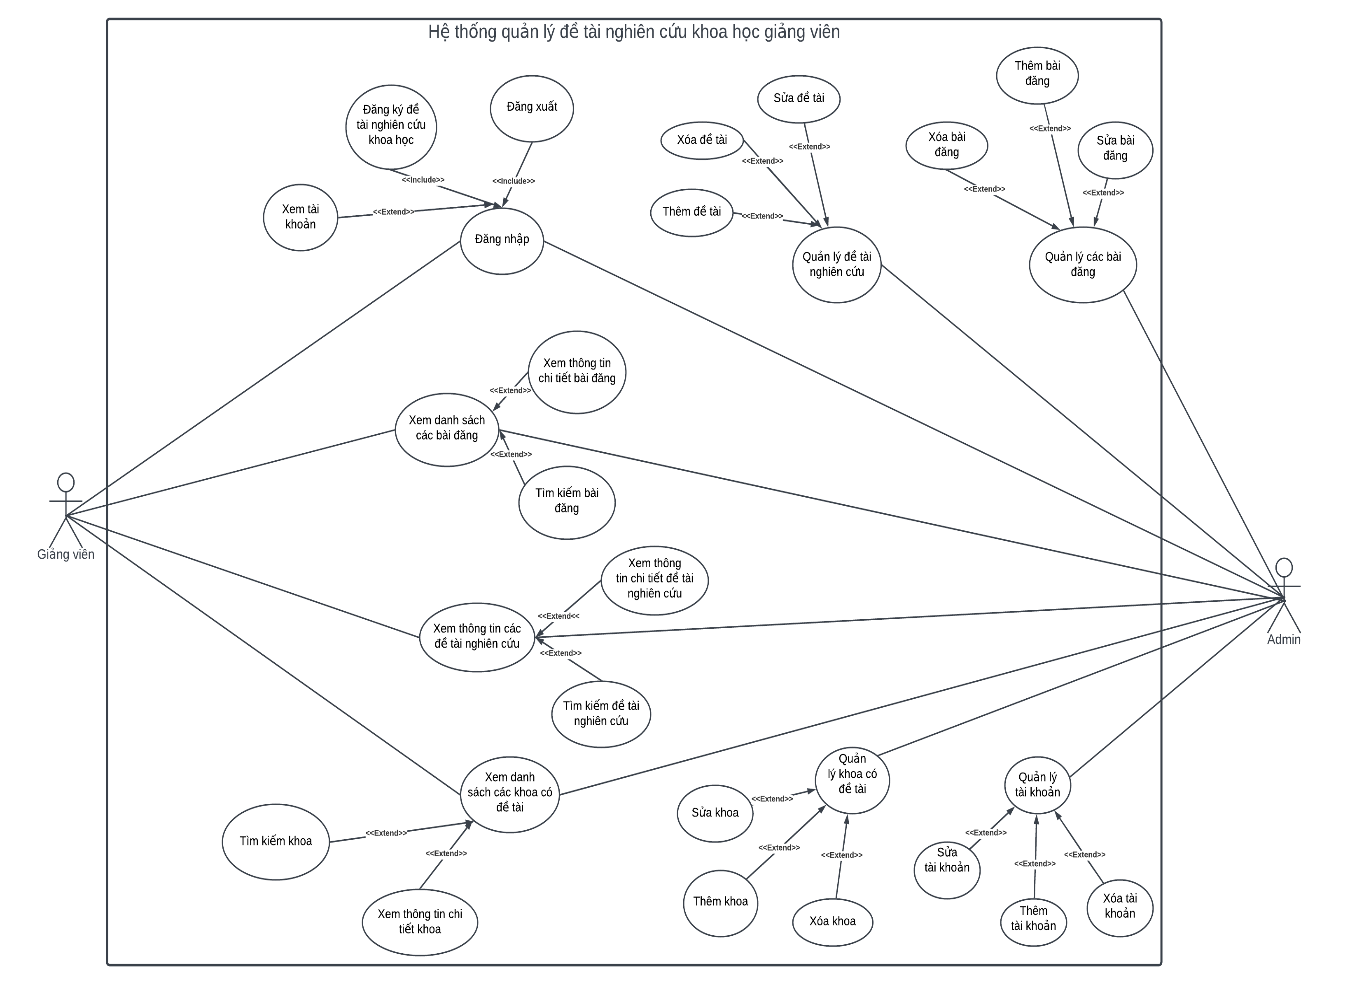 Hệ thống quản lý đề tài nghiên cứu khoa học giảng viên
Đăng ký đề
tài nghiên cứu
khoa học
Đăng xuất
<<Include>>
<<Include>>
Xem tài
khoản
<<Extend>>
Đăng nhập
Sửa đề tài
Xóa đề tài
<<Extend>>
<<Extend>>
Thêm đề tài
<<Extend>>
Quản lý đề tài
nghiên cứu
Thêm bài
đăng
Xóa bài
đăng
<<Extend>>
Sửa bài
đăng
<<Extend>>
<<Extend>>
Quản lý các bài
đăng
Xem thông tin
chi tiết bài đăng
<<Extend>>
Xem danh sách
các bài đăng
<<Extend>>
Tìm kiếm bài
đăng
Giảng viên
Xem thông
tin chi tiết đề tài
nghiên cứu
<<Extend<<
Xem thông tin các
đề tài nghiên cứu
<<Extend>>
Tìm kiếm đề tài
nghiên cứu
Admin
Xem danh
sách các khoa có
đề tài
Tìm kiếm khoa
<<Extend>>
<<Extend>>
Xem thông tin chi
tiết khoa
Quản
lý khoa có
đề tài
Sửa khoa
<<Extend>>
<<Extend>>
<<Extend>>
Thêm khoa
Xóa khoa
Quản lý
tài khoản
<<Extend>>
<<Extend>>
<<Extend>>
Sửa
tài khoản
Thêm
tài khoản
Xóa tài
khoản